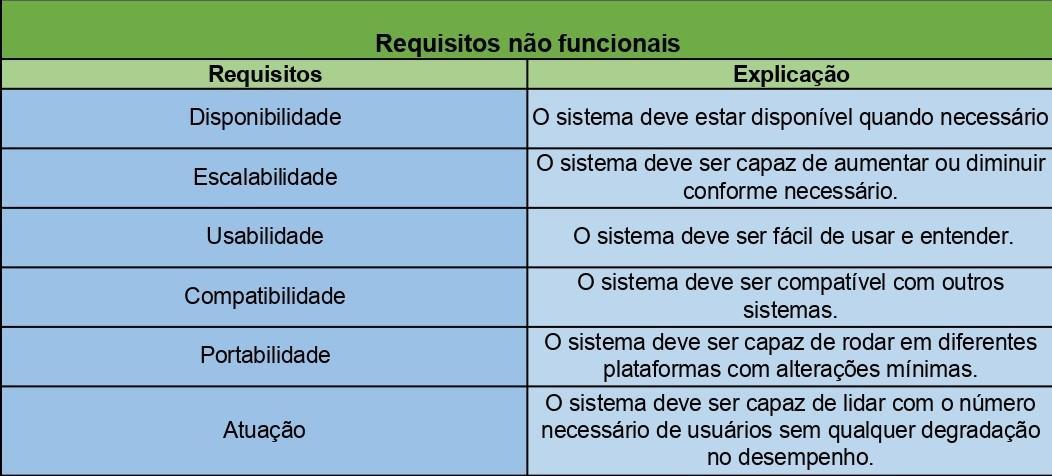 Requisitos não funcionais
Requisitos
Explicação
Disponibilidade
O sistema deve estar disponível quando necessário
Escalabilidade
O sistema deve ser capaz de aumentar ou diminuir
conforme necessário.
Usabilidade
O sistema deve ser fácil de usar e entender.
Compatibilidade
O sistema deve ser compatível com outros
sistemas.
Portabilidade
O sistema deve ser capaz de rodar em diferentes
plataformas com alterações mínimas.
Atuação
O sistema deve ser capaz de lidar com o número
necessário de usuários sem qualquer degradação
no desempenho.